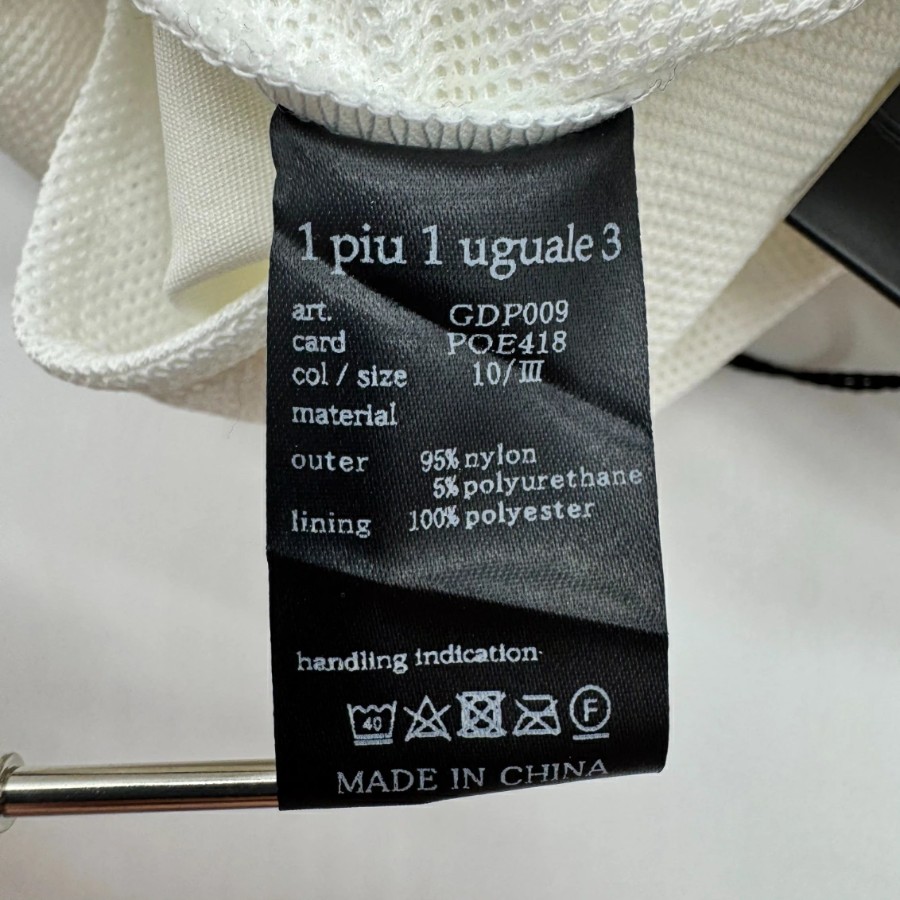 1 piu 1 uguale 3
art. GDP009
card POE418
col / size 10/Ⅲ
material
outer 95% nylon
5% polyurethane
lining 100% polyester
handling indication
40 F
MADE IN CHINA